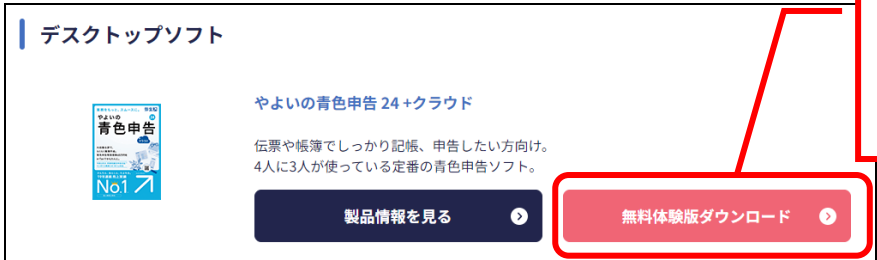 デスクトップソフト
やよいの青色申告 24 +クラウド
やよいの
青色申告
No.1
伝票や帳簿でしっかり記帳、申告したい方向け。
4人に3人が使っている定番の青色申告ソフト。
製品情報を見る
無料体験版ダウンロード